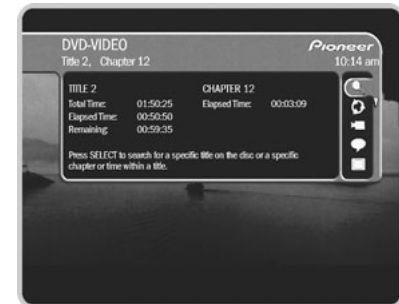 DVD-VIDEO
Pioneer
Title 2, Chapter 12
10:14 am
TITLE 2
CHAPTER 12
Total Time: 01:50:25
Elapsed Time: 00:03:09
Elapsed Time: 00:50:50
Remaining: 00:59:35
Press SELECT to search for a specific title on the disc or a specific
chapter or time within a title.